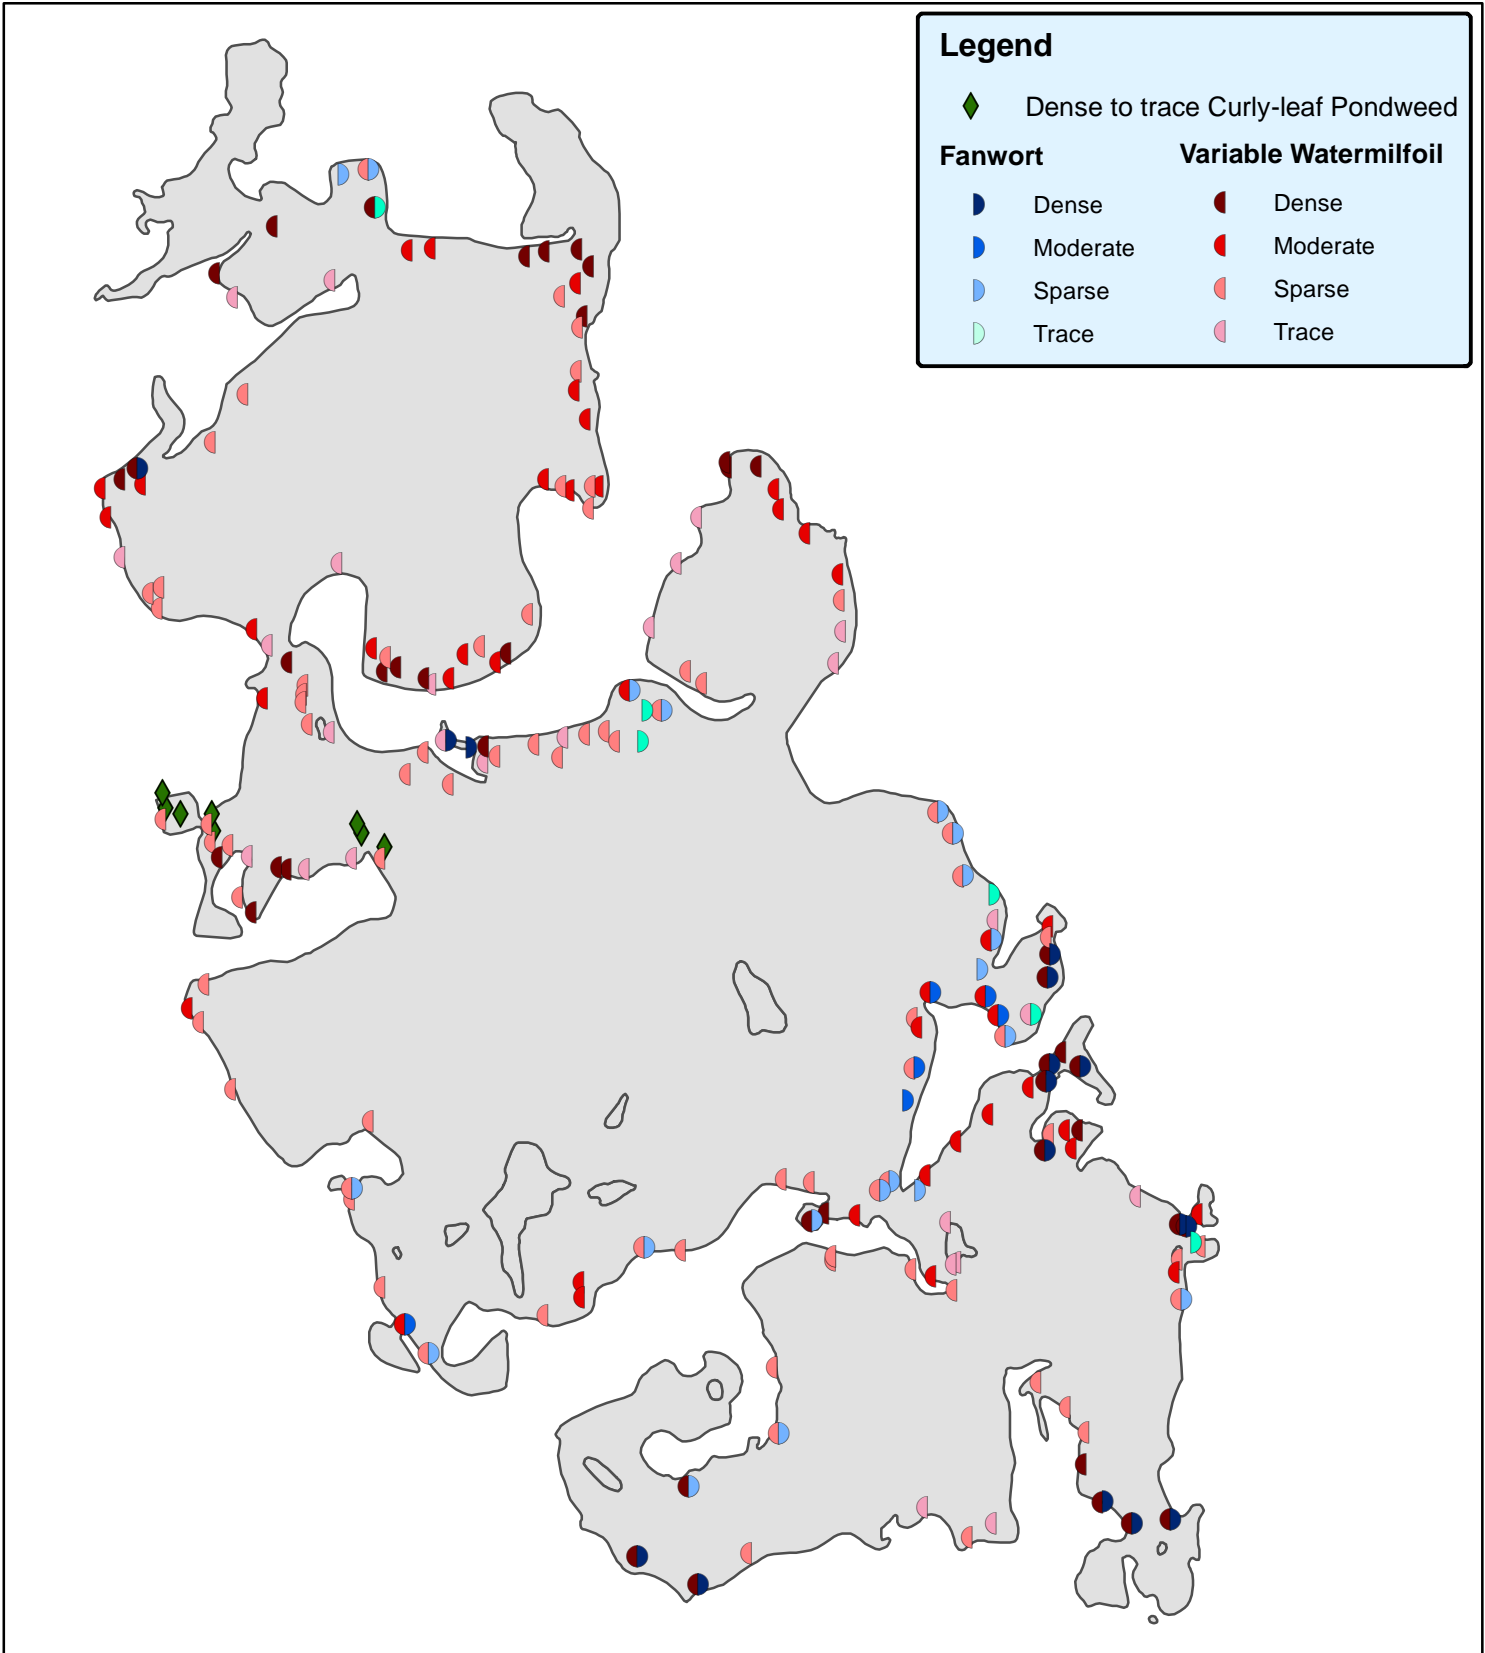 Legend
Dense to trace Curly-leaf Pondweed
Fanwort
Variable Watermilfoil
Dense
Dense
Moderate
Moderate
Sparse
Sparse
Trace
Trace